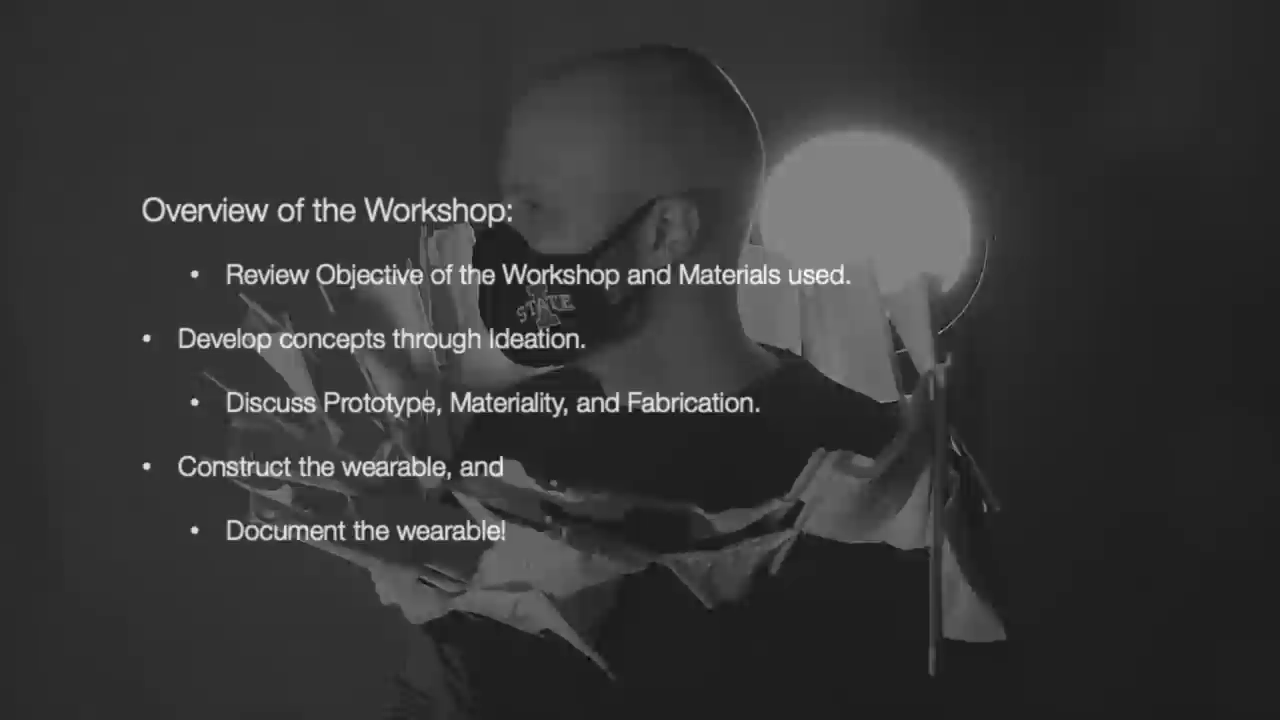 Overview of the Workshop:
• Review Objective of the Workshop and Materials used.
STATE
• Develop concepts through Ideation.
• Discuss Prototype, Materiality, and Fabrication.
• Construct the wearable, and
• Document the wearable!